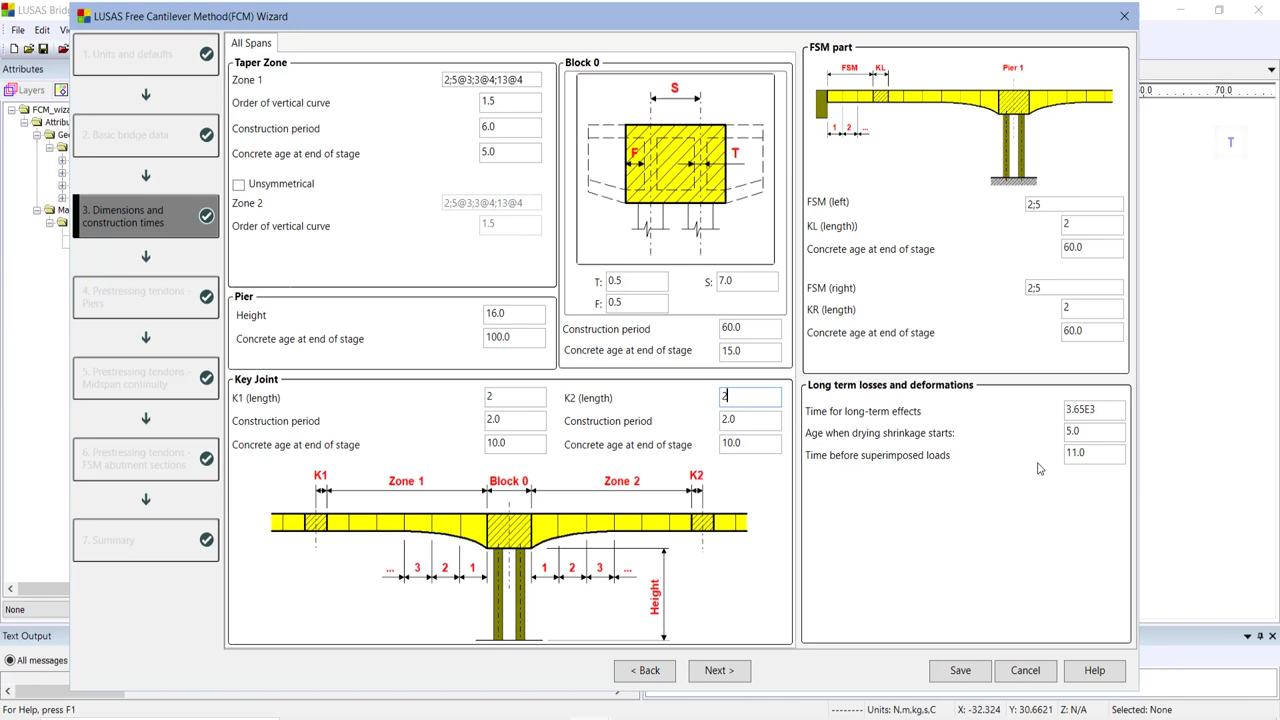 LUSAS Bridg
LUSAS Free Cantilever Method(FCM) Wizard
File Edit Vi
Attributes
Layers
FCM_wiza
Attribut
Geo
Ma
None
Text Output
All messages
For Help, press F1
1. Units and defaults
2. Basic bridge data
3. Dimensions and
construction times
4. Prestressing tendons -
Piers
5. Prestressing tendons -
Midspan continuity
6. Prestressing tendons -
FSM abutment sections
7. Summary
All Spans
Taper Zone
Zone 1 2;5@3;3@4;13@4
Order of vertical curve 1.5
Construction period 6.0
Concrete age at end of stage 5.0
Unsymmetrical
Zone 2 2;5@3;3@4;13@4
Order of vertical curve 1.5
Pier
Height 16.0
Concrete age at end of stage 100.0
Block 0
S
F T
T: 0.5 S: 7.0
F: 0.5
Construction period 60.0
Concrete age at end of stage 15.0
Key Joint
K1 (length) 2 K2 (length) 2
Construction period 2.0 Construction period 2.0
Concrete age at end of stage 10.0 Concrete age at end of stage 10.0
K1 Zone 1 Block 0 Zone 2 K2
... 3 2 1 1 2 3 ...
Height
FSM part
FSM KL Pier 1
1 2 ...
FSM (left) 2;5
KL (length)) 2
Concrete age at end of stage 60.0
FSM (right) 2;5
KR (length) 2
Concrete age at end of stage 60.0
Long term losses and deformations
Time for long-term effects 3.65E3
Age when drying shrinkage starts: 5.0
Time before superimposed loads 11.0
< Back Next > Save Cancel Help
0.0 70.0
T
Units: N,m,kg,s,C X: -32.324 Y: 30.6621 Z: N/A Selected: None